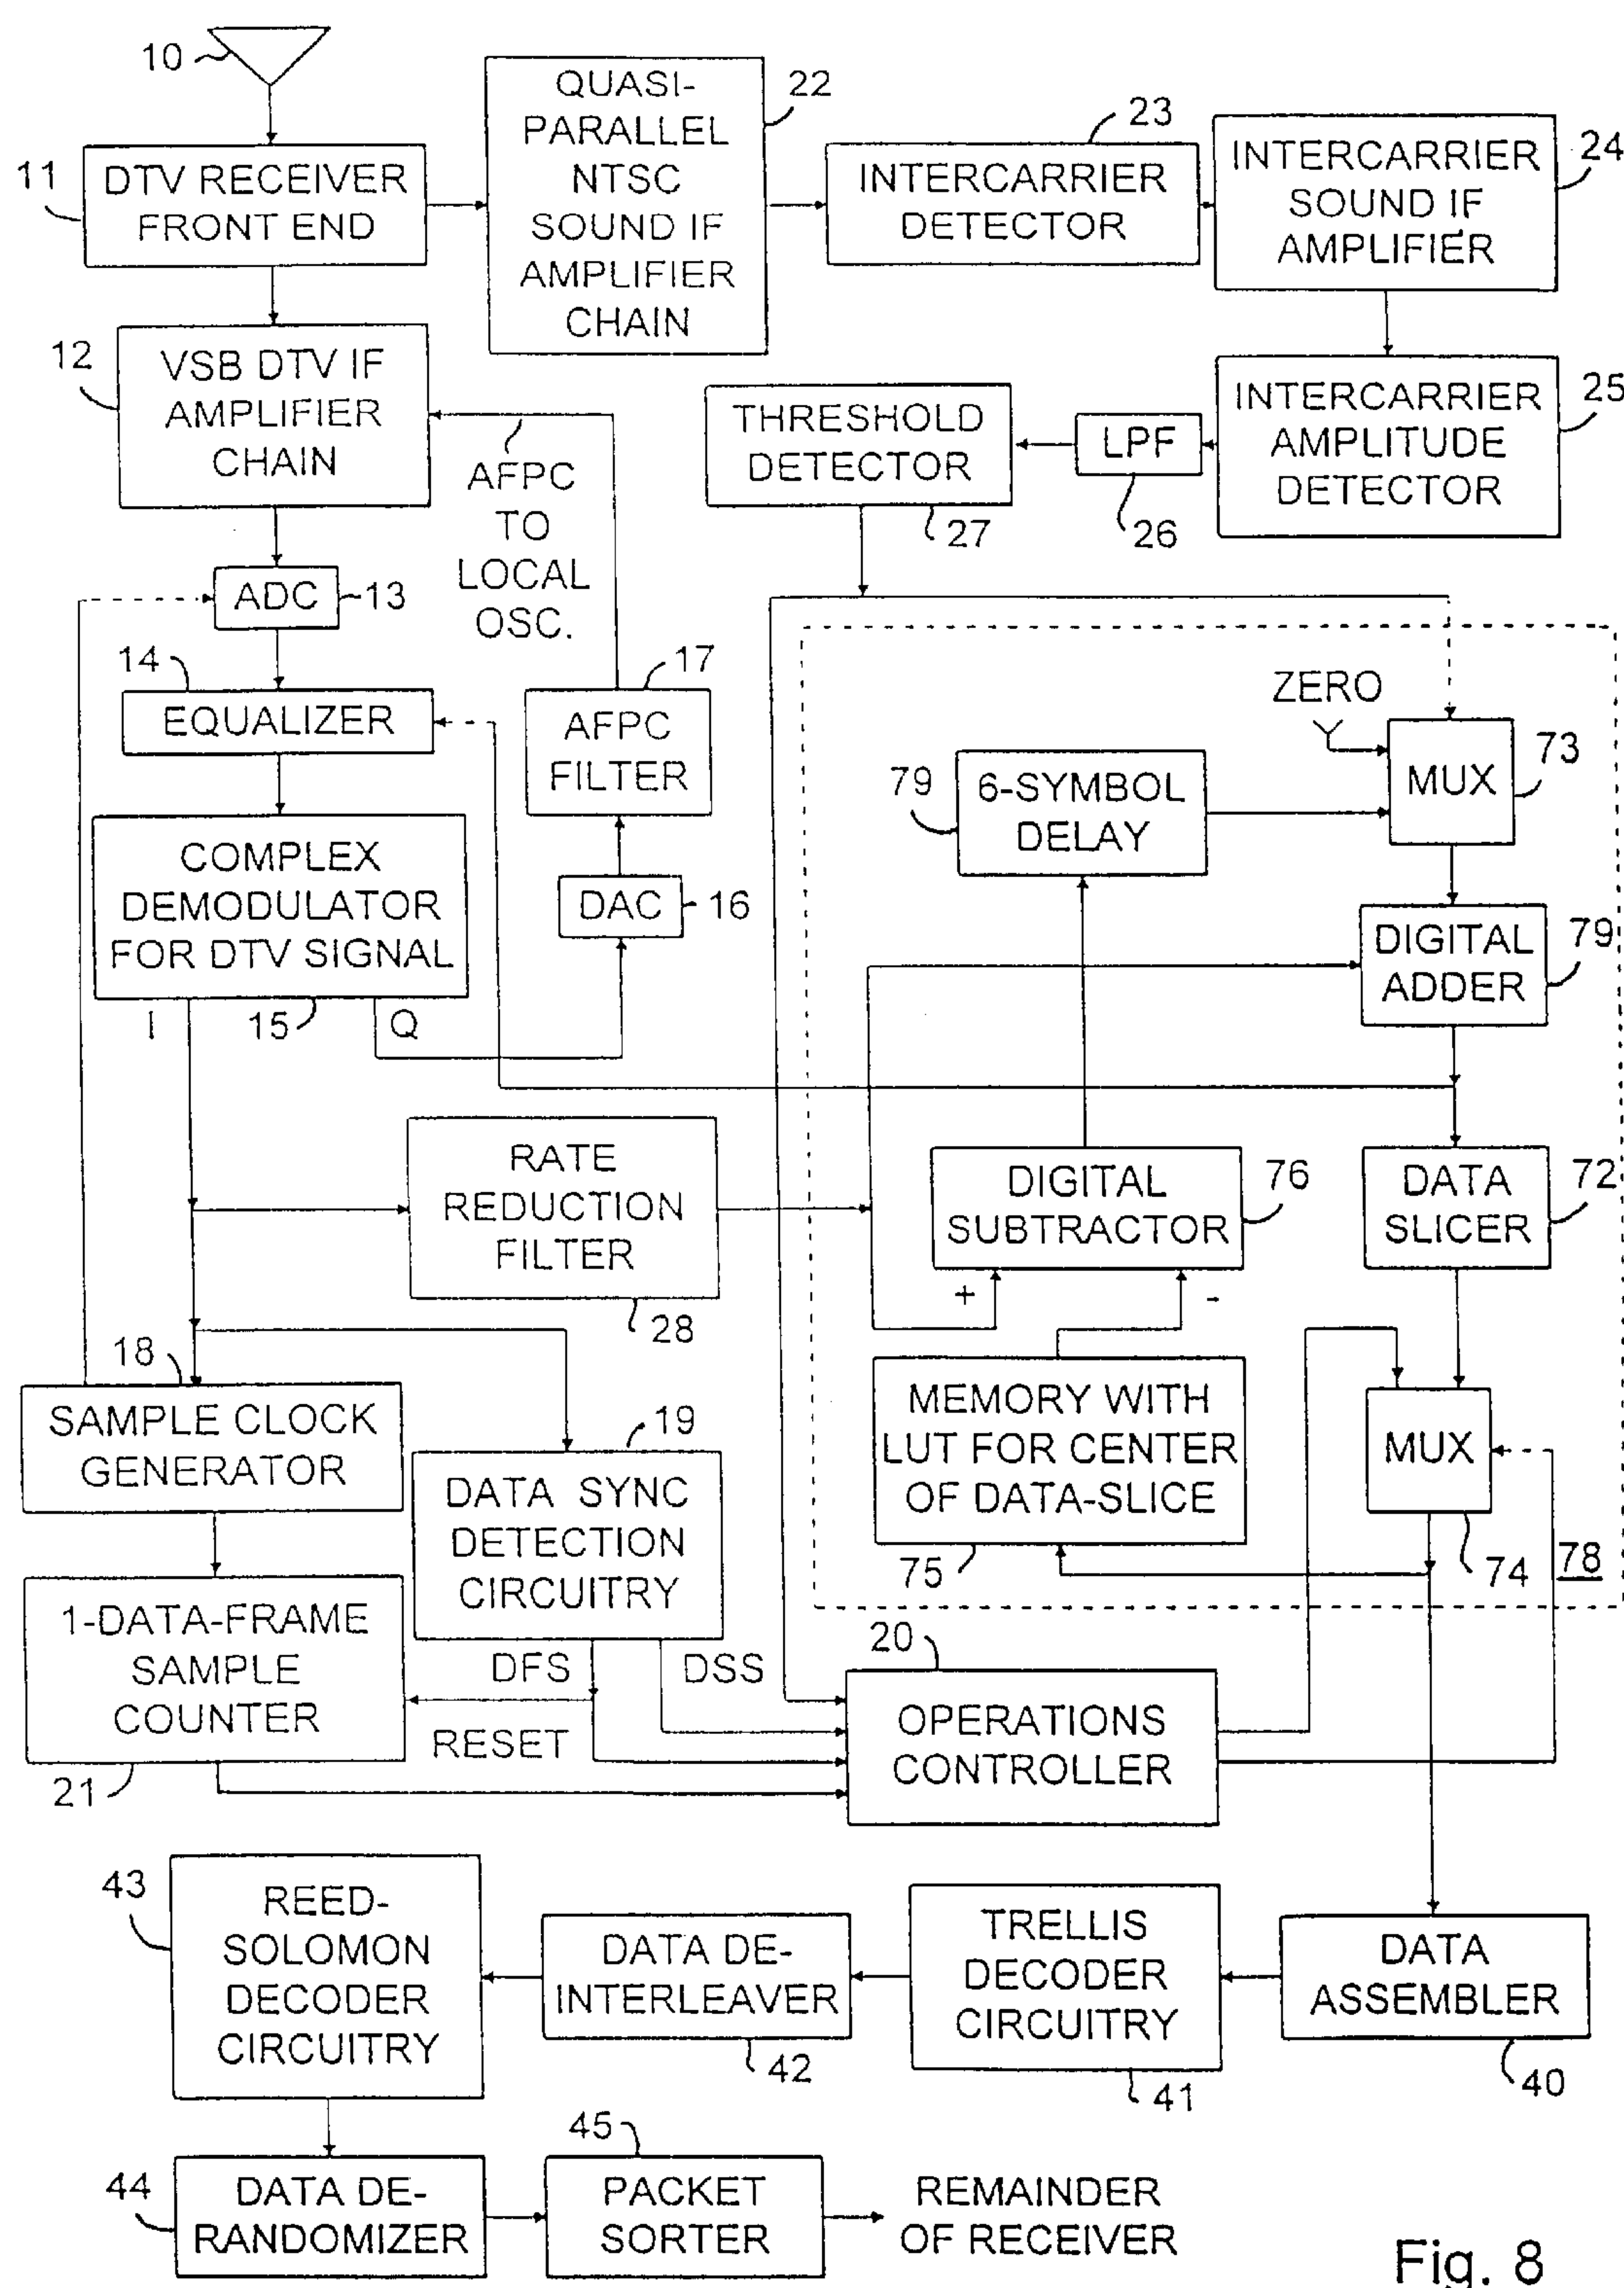 10
11
DTV RECEIVER
FRONT END
QUASI-
PARALLEL
NTSC
SOUND IF
AMPLIFIER
CHAIN
22
INTERCARRIER
DETECTOR
23
INTERCARRIER
SOUND IF
AMPLIFIER
24
12
VSB DTV IF
AMPLIFIER
CHAIN
AFPC
TO
LOCAL
OSC.
THRESHOLD
DETECTOR
27
LPF
26
INTERCARRIER
AMPLITUDE
DETECTOR
25
ADC
13
14
EQUALIZER
17
AFPC
FILTER
DAC
16
COMPLEX
DEMODULATOR
FOR DTV SIGNAL
I
15
Q
ZERO
MUX
73
79
6-SYMBOL
DELAY
DIGITAL
ADDER
79
RATE
REDUCTION
FILTER
28
DIGITAL
SUBTRACTOR
76
+
-
DATA
SLICER
72
18
SAMPLE CLOCK
GENERATOR
19
DATA SYNC
DETECTION
CIRCUITRY
MEMORY WITH
LUT FOR CENTER
OF DATA-SLICE
75
MUX
74
78
1-DATA-FRAME
SAMPLE
COUNTER
21
DFS
DSS
RESET
20
OPERATIONS
CONTROLLER
43
REED-
SOLOMON
DECODER
CIRCUITRY
DATA DE-
INTERLEAVER
42
TRELLIS
DECODER
CIRCUITRY
41
DATA
ASSEMBLER
40
44
DATA DE-
RANDOMIZER
45
PACKET
SORTER
REMAINDER
OF RECEIVER
Fig. 8